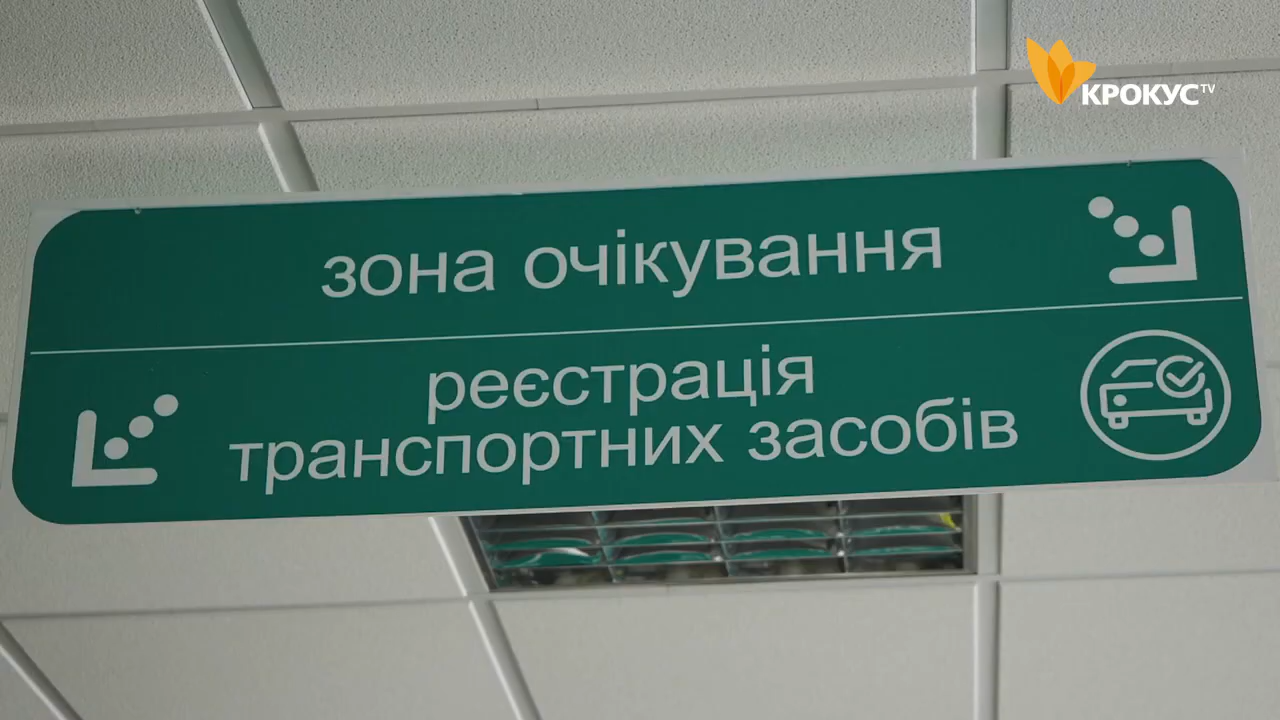 КРОКУС TV
зона очікування
реєстрація
транспортних засобів